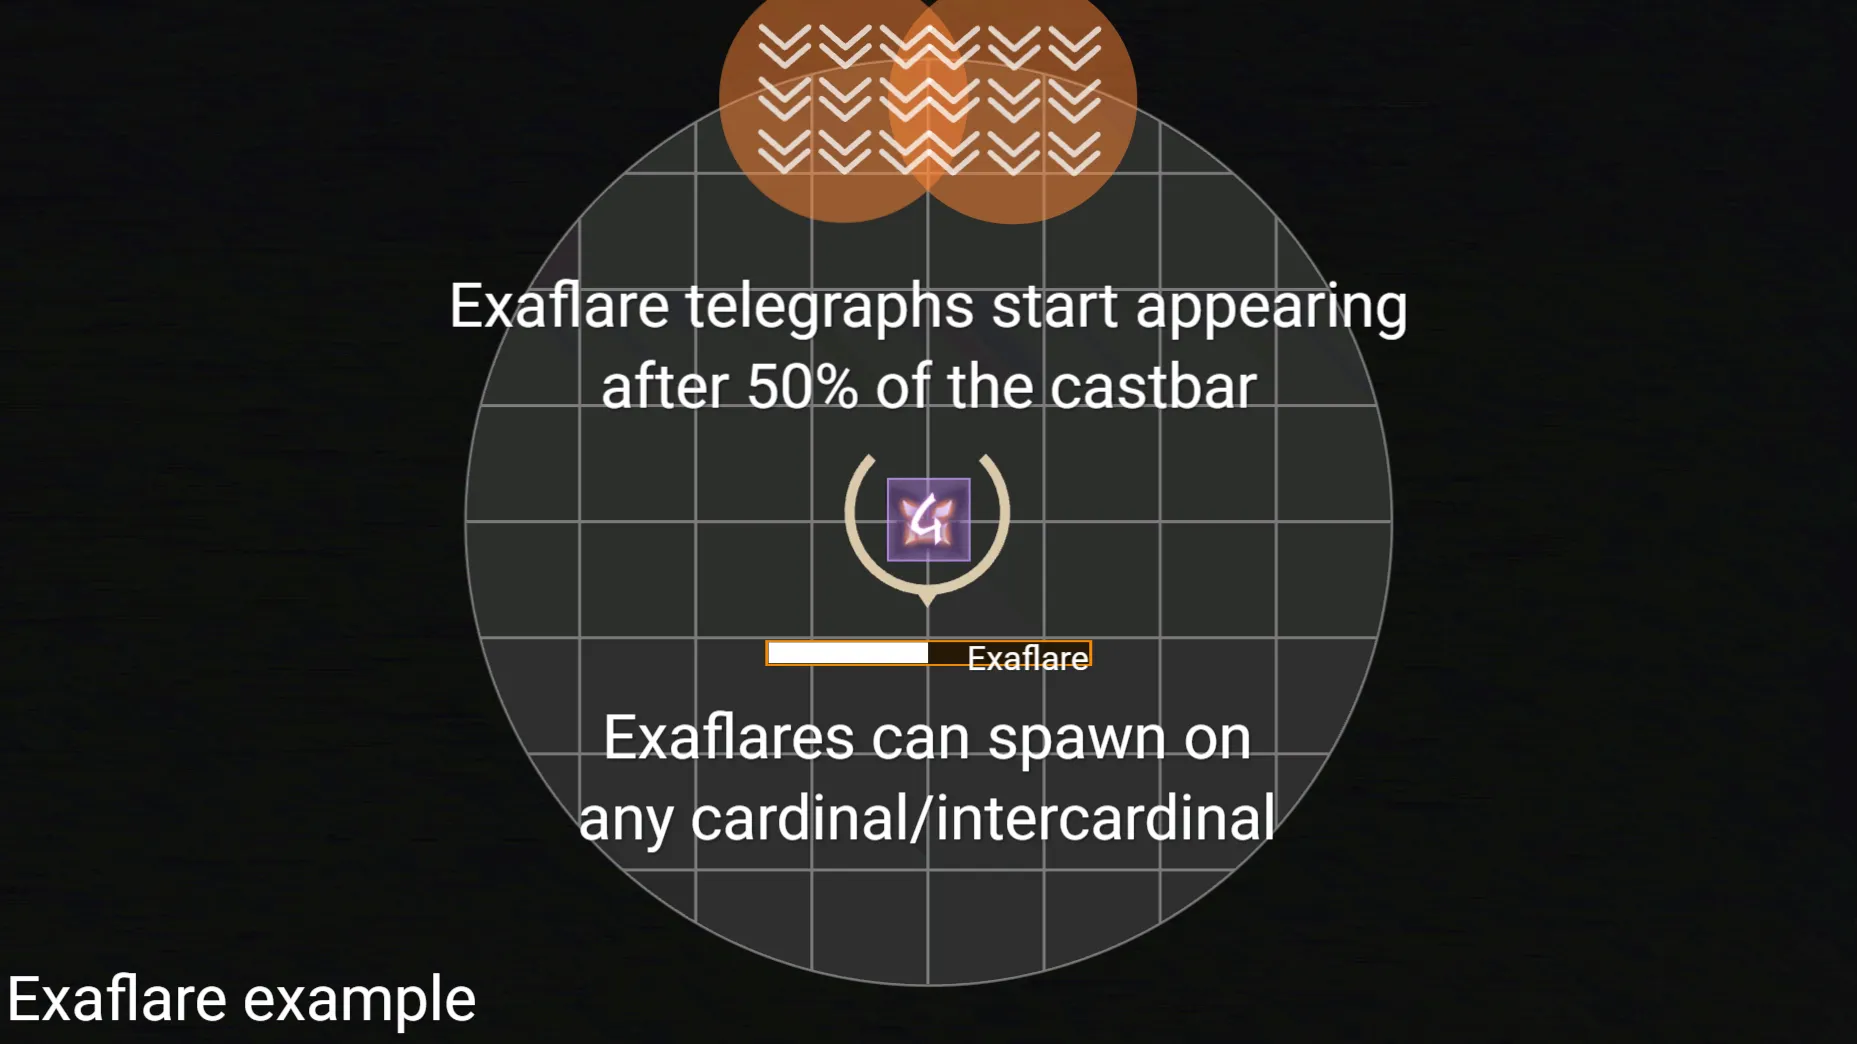 Exaflare telegraphs start appearing
after 50% of the castbar
Exaflare
Exaflares can spawn on
any cardinal/intercardinal
Exaflare example